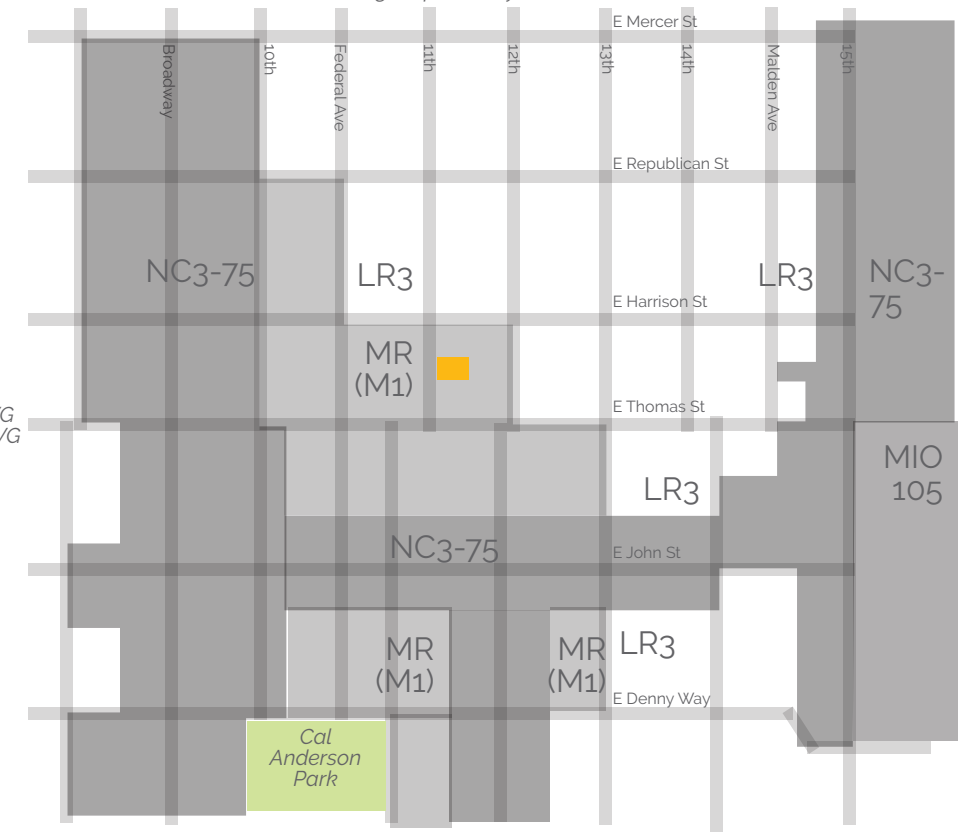 E Mercer St
Broadway
10th
Federal Ave
11th
12th
13th
14th
Malden Ave
15th
E Republican St
NC3-75
LR3
LR3
NC3-
75
E Harrison St
MR
(M1)
E Thomas St
MIO
105
LR3
NC3-75
E John St
MR
(M1)
MR
(M1)
LR3
E Denny Way
Cal
Anderson
Park